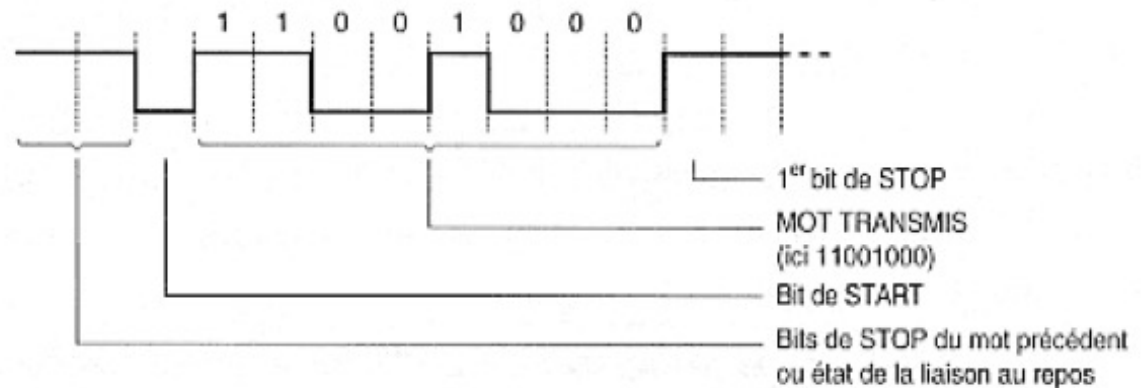 1 1 0 0 1 0 0 0
1er bit de STOP
MOT TRANSMIS
(ici 11001000)
Bit de START
Bils de STOP du mot précédent
ou état de la liaison au repos